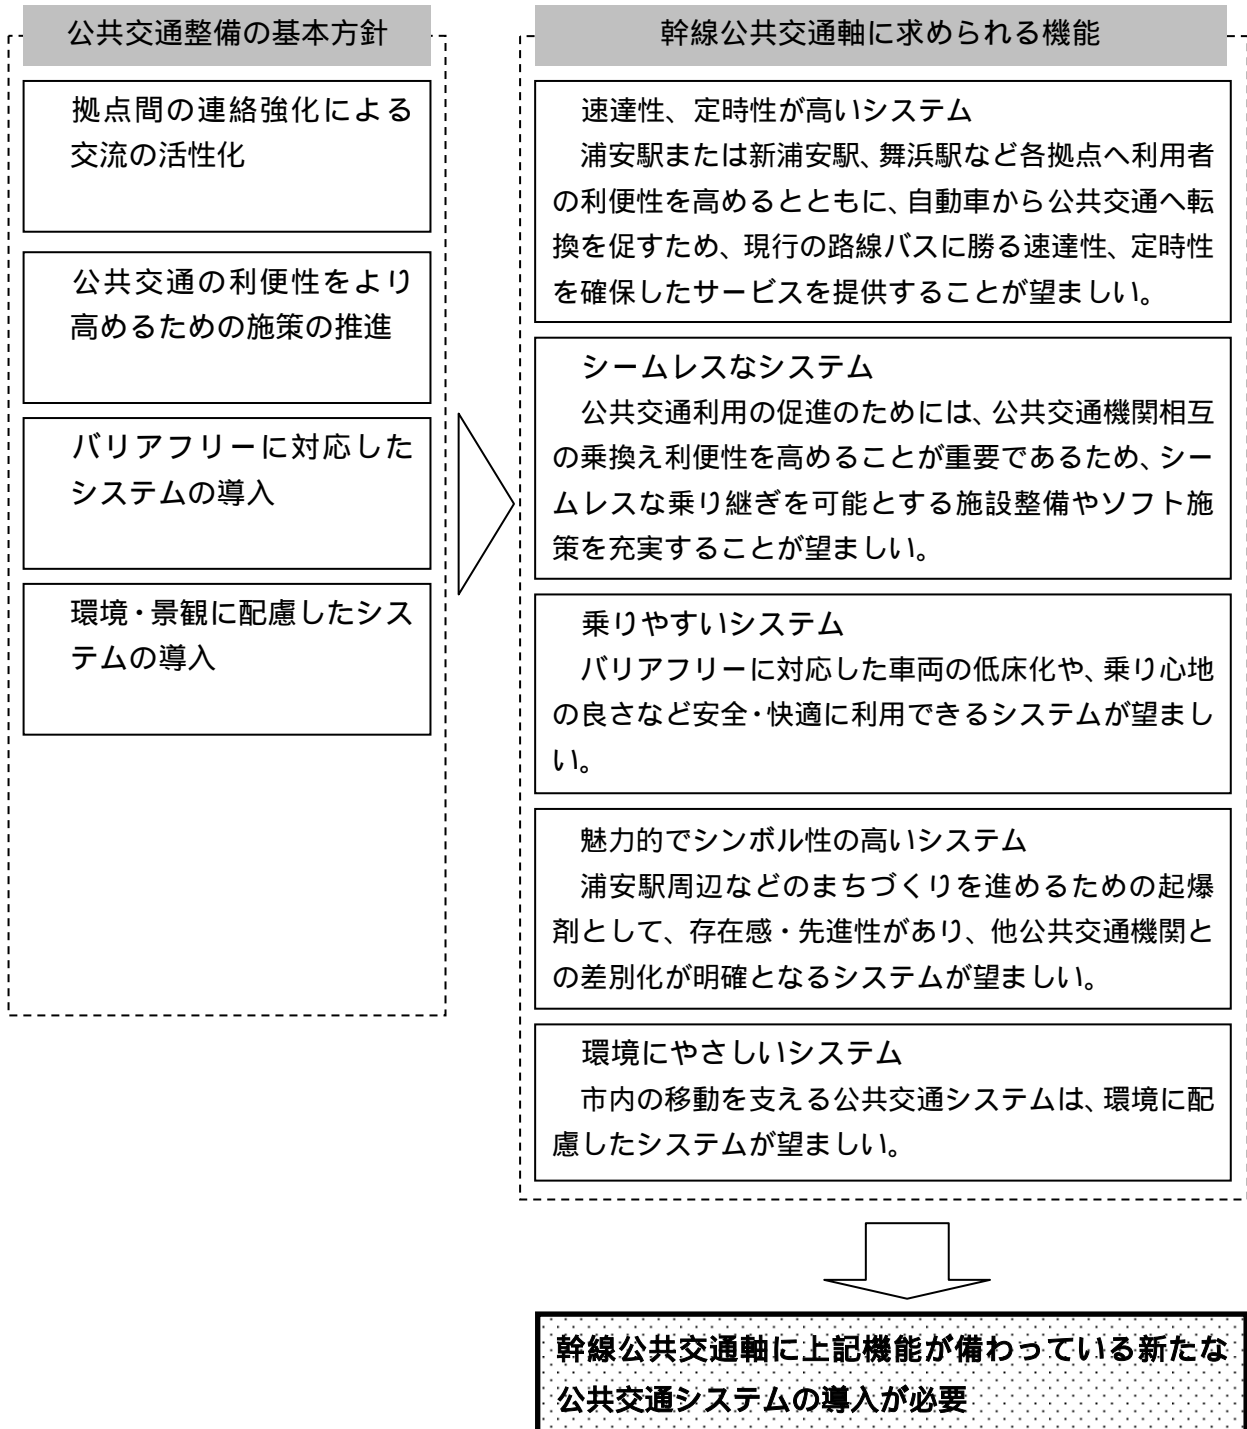 公共交通整備の基本方針
拠点間の連絡強化による
交流の活性化
公共交通の利便性をより
高めるための施策の推進
バリアフリーに対応した
システムの導入
環境・景観に配慮したシス
テムの導入
幹線公共交通軸に求められる機能
速達性、定時性が高いシステム
浦安駅または新浦安駅、舞浜駅など各拠点へ利用者
の利便性を高めるとともに、自動車から公共交通へ転
換を促すため、現行の路線バスに勝る速達性、定時性
を確保したサービスを提供することが望ましい。
シームレスなシステム
公共交通利用の促進のためには、公共交通機関相互
の乗換え利便性を高めることが重要であるため、シー
ムレスな乗り継ぎを可能とする施設整備やソフト施
策を充実することが望ましい。
乗りやすいシステム
バリアフリーに対応した車両の低床化や、乗り心地
の良さなど安全・快適に利用できるシステムが望まし
い。
魅力的でシンボル性の高いシステム
浦安駅周辺などのまちづくりを進めるための起爆
剤として、存在感・先進性があり、他公共交通機関と
の差別化が明確となるシステムが望ましい。
環境にやさしいシステム
市内の移動を支える公共交通システムは、環境に配
慮したシステムが望ましい。
幹線公共交通軸に上記機能が備わっている新たな
公共交通システムの導入が必要